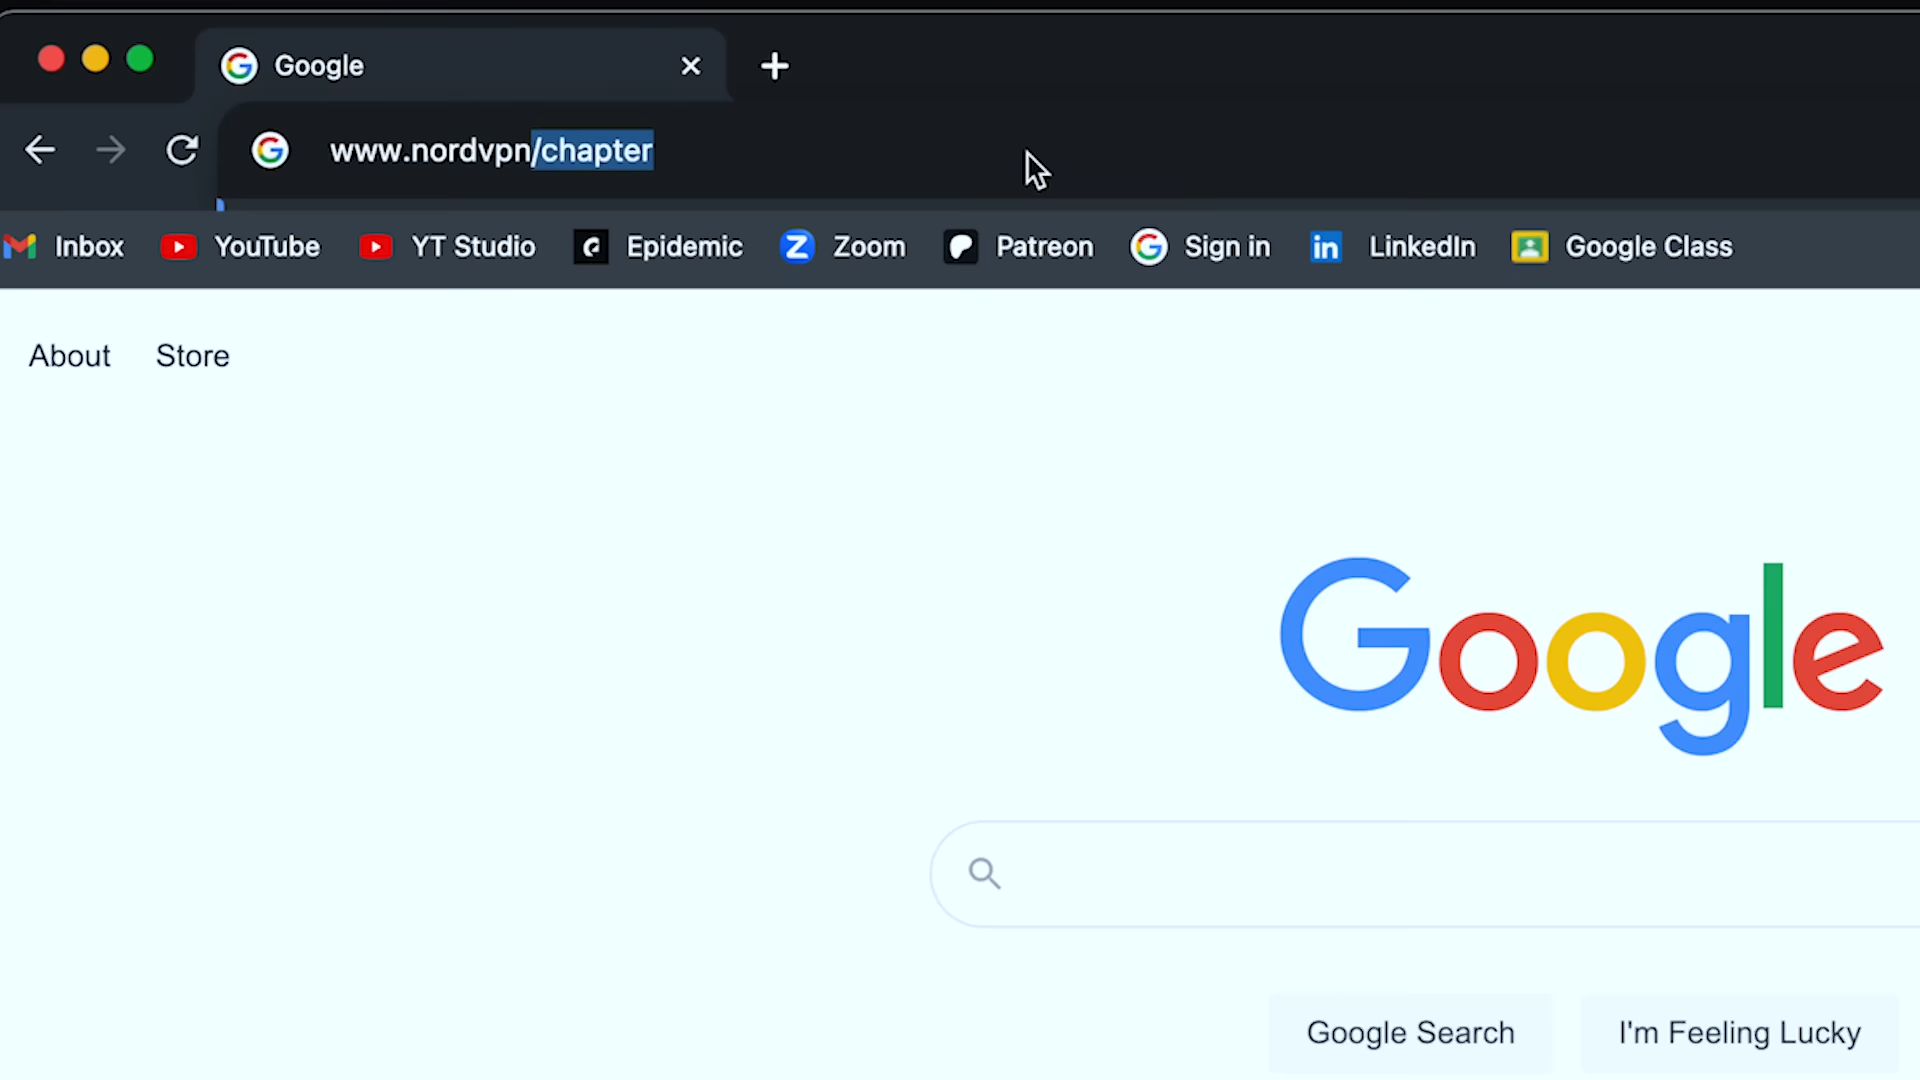 Google
www.nordvpn/chapter
Inbox YouTube YT Studio Epidemic Zoom Patreon Sign in LinkedIn Google Class
About Store
Google
Google Search I'm Feeling Lucky